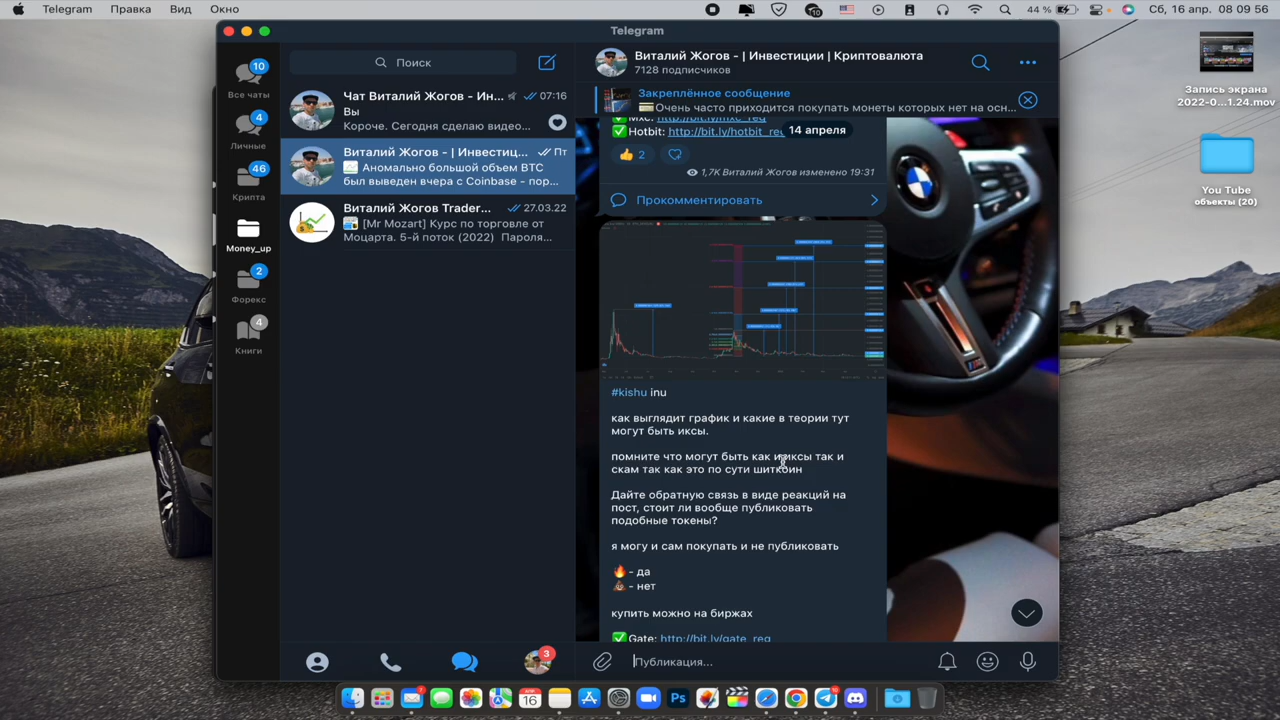 Telegram Правка Вид Окно
10
44 %
Сб, 16 апр. 08 09 56
Telegram
10
Все чаты
4
Личные
46
Крипта
Money_up
2
Форекс
4
Книги
Поиск
Чат Виталий Жогов - Ин... 07:16
Вы
Короче. Сегодня сделаю видео...
Виталий Жогов - | Инвестиц... Пт
Аномально большой объем BTC
был выведен вчера с Coinbase - пор...
Виталий Жогов Trader... 27.03.22
[Mr Mozart] Курс по торговле от
Моцарта. 5-й поток (2022) Пароля...
3
Виталий Жогов - | Инвестиции | Криптовалюта
7128 подписчиков
Закреплённое сообщение
Очень часто приходится покупать монеты которых нет на осн...
Мхс: http://bit.ly/mxc_reg
Hotbit: http://bit.ly/hotbit_reg
14 апреля
2
1,7K Виталий Жогов изменено 19:31
Прокомментировать
#kishu inu
как выглядит график и какие в теории тут
могут быть иксы.
помните что могут быть как и иксы так и
скам так как это по сути шиткоин
Дайте обратную связь в виде реакций на
пост, стоит ли вообще публиковать
подобные токены?
я могу и сам покупать и не публиковать
- да
- нет
купить можно на биржах
Gate: http://bit.ly/gate_reg
Публикация...
Запись экрана
2022-0...1.24.mov
You Tube
объекты (20)